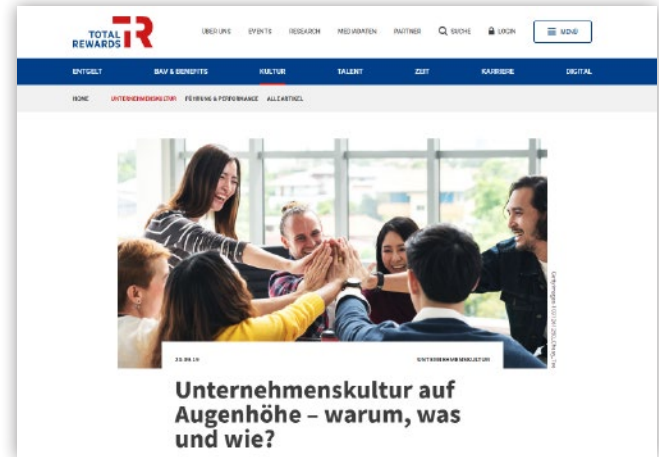 TOTAL
REWARDS
ÜBER UNS EVENTS RESEARCH MEDIADATEN PARTNER SUCHE LOGIN MENÜ
ENTGELT BAV & BENEFITS KULTUR TALENT ZEIT KARRIERE DIGITAL
HOME UNTERNEHMENSKULTUR FÜHRUNG & PERFORMANCE ALLE ARTIKEL
UNTERNEHMENSKULTUR
Unternehmenskultur auf
Augenhöhe – warum, was
und wie?